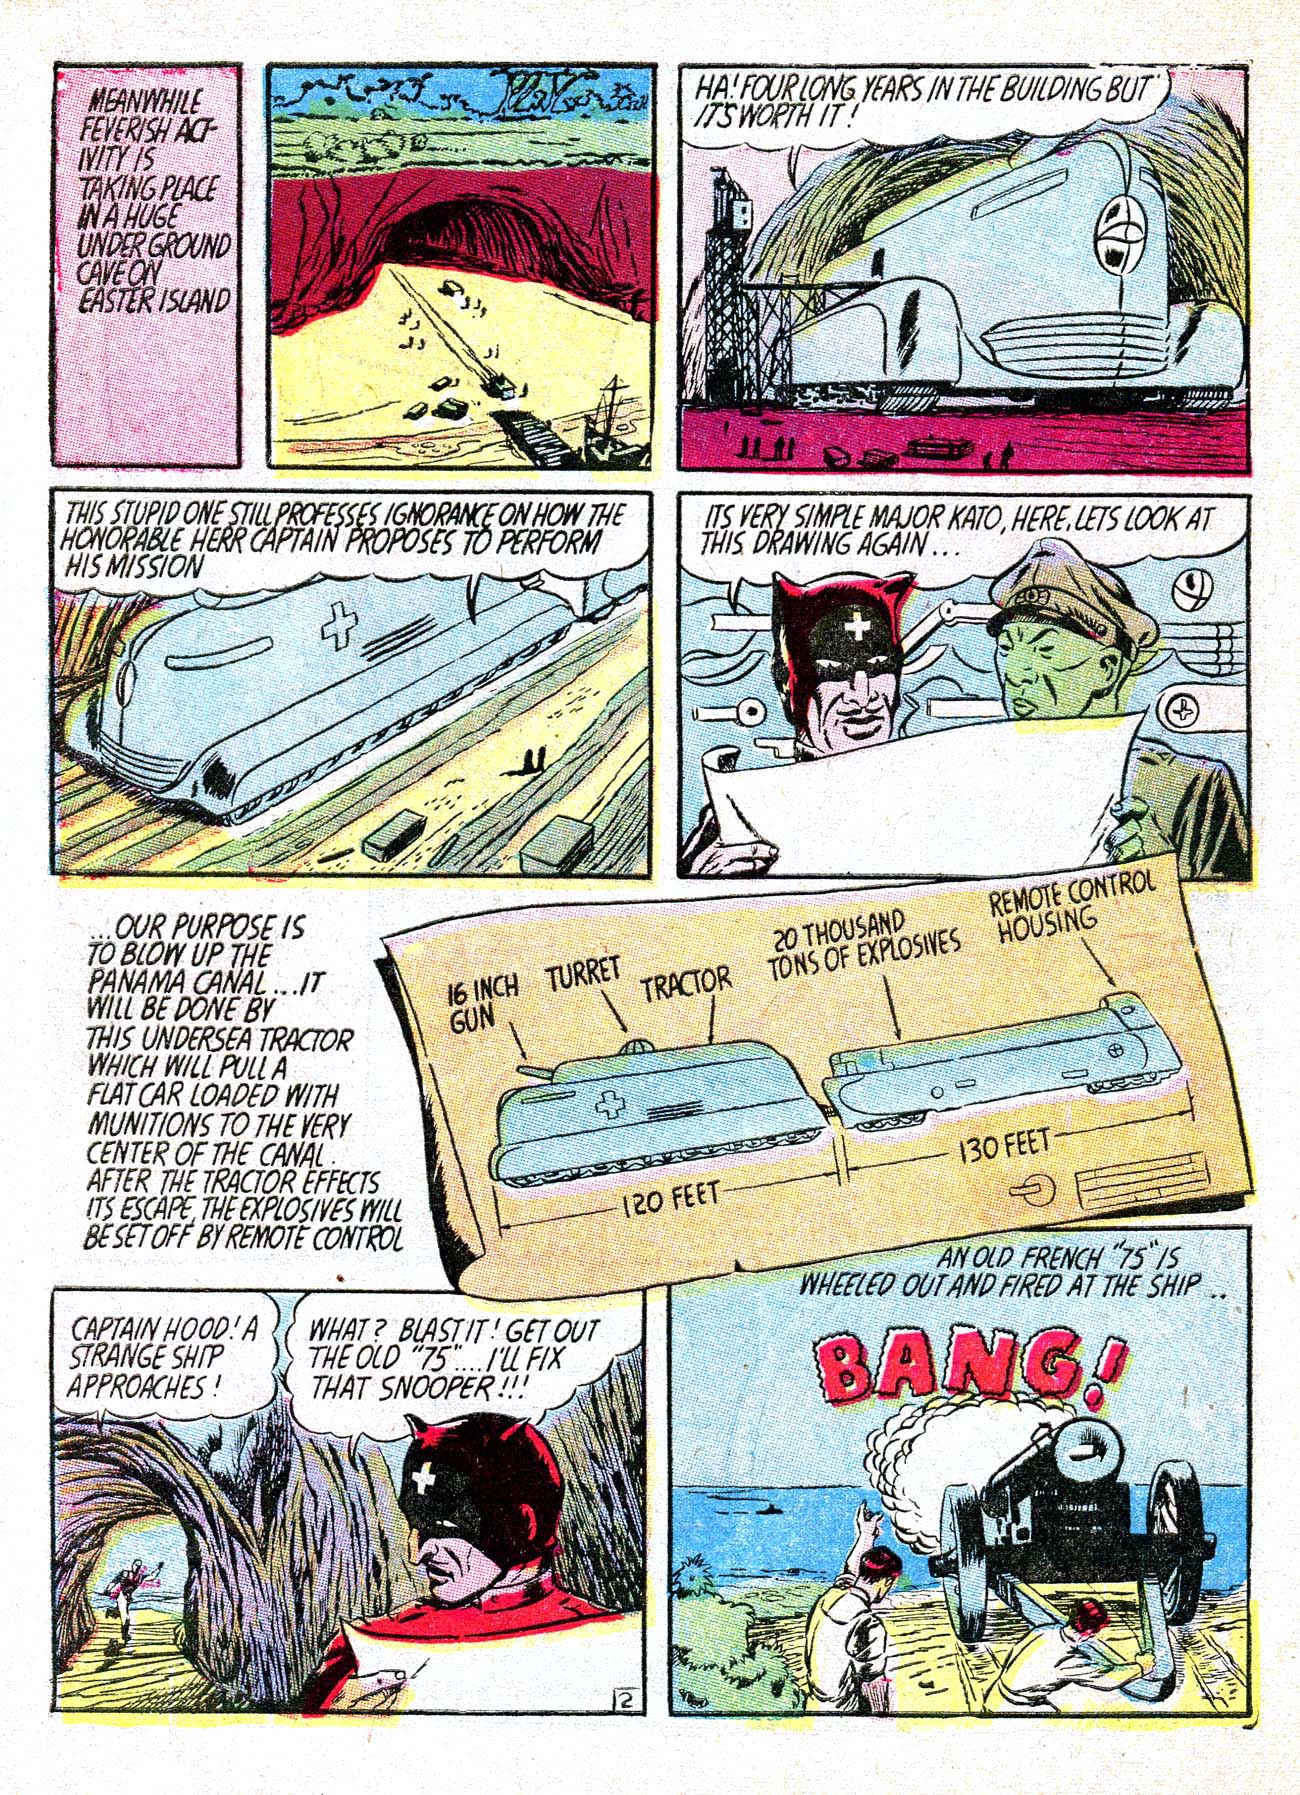 MEANWHILE
FEVERISH ACT-
IVITY IS
TAKING PLACE
IN A HUGE
UNDER GROUND
CAVE ON
EASTER ISLAND
HA! FOUR LONG YEARS IN THE BUILDING BUT
IT'S WORTH IT!
THIS STUPID ONE STILL PROFESSES IGNORANCE ON HOW THE
HONORABLE HERR CAPTAIN PROPOSES TO PERFORM
HIS MISSION
ITS VERY SIMPLE MAJOR KATO, HERE, LETS LOOK AT
THIS DRAWING AGAIN...
...OUR PURPOSE IS
TO BLOW UP THE
PANAMA CANAL...IT
WILL BE DONE BY
THIS UNDERSEA TRACTOR
WHICH WILL PULL A
FLAT CAR LOADED WITH
MUNITIONS TO THE VERY
CENTER OF THE CANAL.
AFTER THE TRACTOR EFFECTS
ITS ESCAPE, THE EXPLOSIVES WILL
BE SET OFF BY REMOTE CONTROL
16 INCH
GUN
TURRET
TRACTOR
20 THOUSAND
TONS OF EXPLOSIVES
REMOTE CONTROL
HOUSING
120 FEET
130 FEET
CAPTAIN HOOD! A
STRANGE SHIP
APPROACHES!
WHAT? BLAST IT! GET OUT
THE OLD "75"....I'LL FIX
THAT SNOOPER!!!
2
AN OLD FRENCH "75" IS
WHEELED OUT AND FIRED AT THE SHIP ..
BANG!